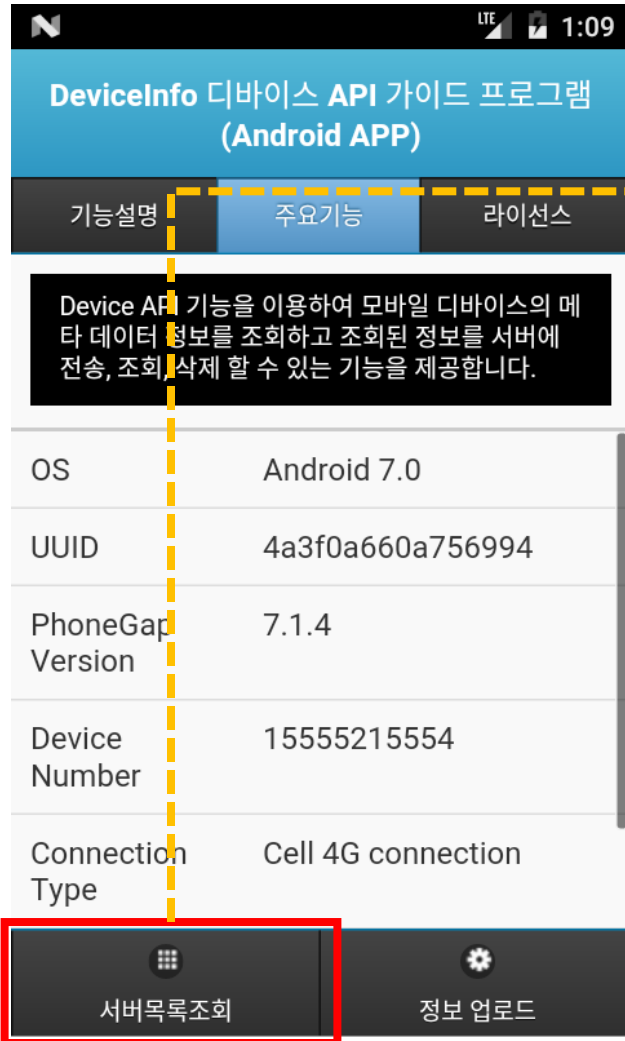 LTE 1:09
DeviceInfo 디바이스 API 가이드 프로그램
(Android APP)
기능설명 주요기능 라이선스
Device API 기능을 이용하여 모바일 디바이스의 메
타 데이터 정보를 조회하고 조회된 정보를 서버에
전송, 조회, 삭제 할 수 있는 기능을 제공합니다.
OS Android 7.0
UUID 4a3f0a660a756994
PhoneGap 7.1.4
Version
Device 15555215554
Number
Connection Cell 4G connection
Type
서버목록조회 정보 업로드